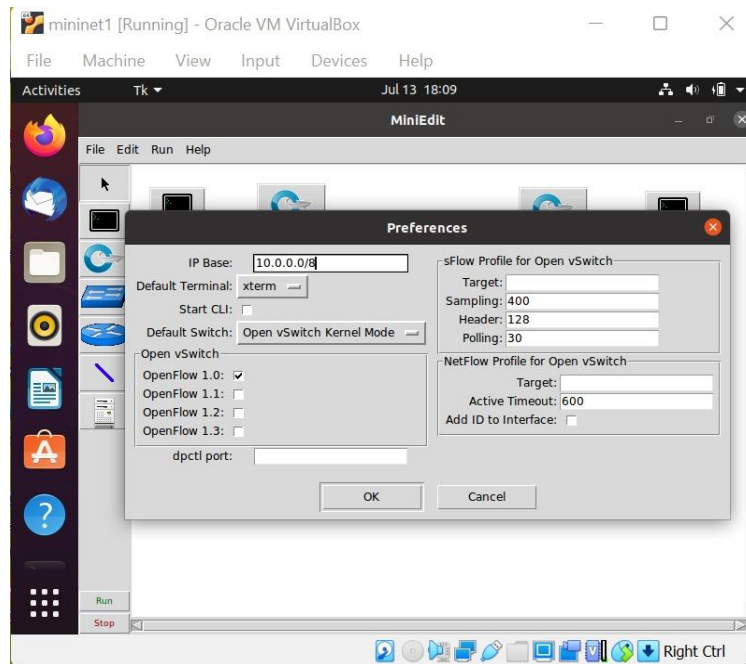 mininet1 [Running] - Oracle VM VirtualBox
File Machine View Input Devices Help
Activities Tk Jul 13 18:09
MiniEdit
File Edit Run Help
Preferences
IP Base: 10.0.0.0/8
Default Terminal: xterm
Start CLI:
Default Switch: Open vSwitch Kernel Mode
Open vSwitch
OpenFlow 1.0:
OpenFlow 1.1:
OpenFlow 1.2:
OpenFlow 1.3:
dpctl port:
sFlow Profile for Open vSwitch
Target:
Sampling: 400
Header: 128
Polling: 30
NetFlow Profile for Open vSwitch
Target:
Active Timeout: 600
Add ID to Interface:
OK Cancel
Run
Stop
Right Ctrl